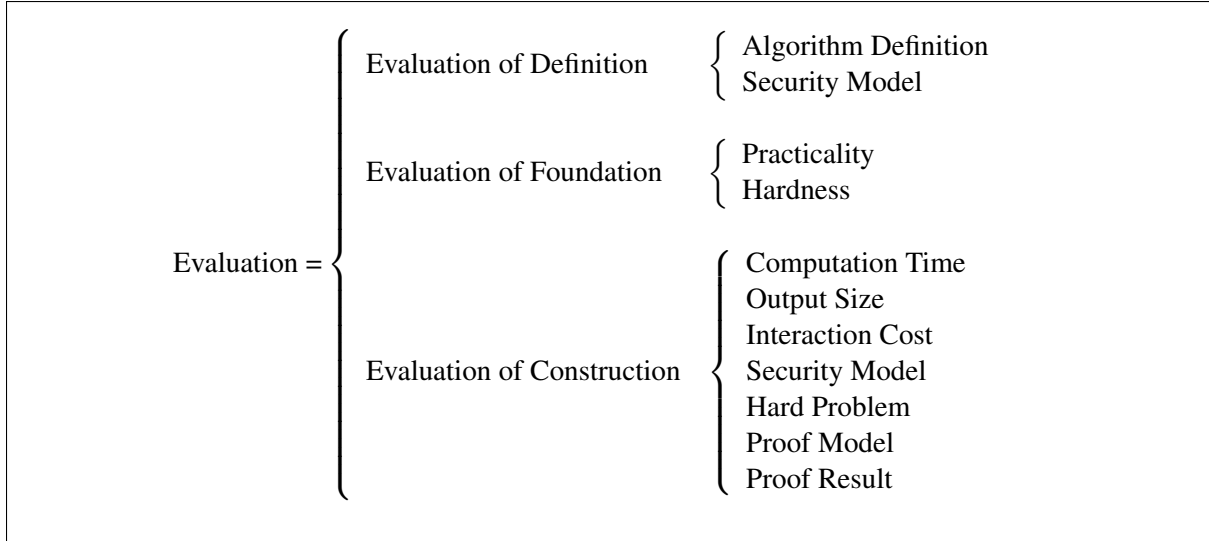 Evaluation of Definition
Algorithm Definition
Security Model
Evaluation of Foundation
Practicality
Hardness
Evaluation =
Evaluation of Construction
Computation Time
Output Size
Interaction Cost
Security Model
Hard Problem
Proof Model
Proof Result